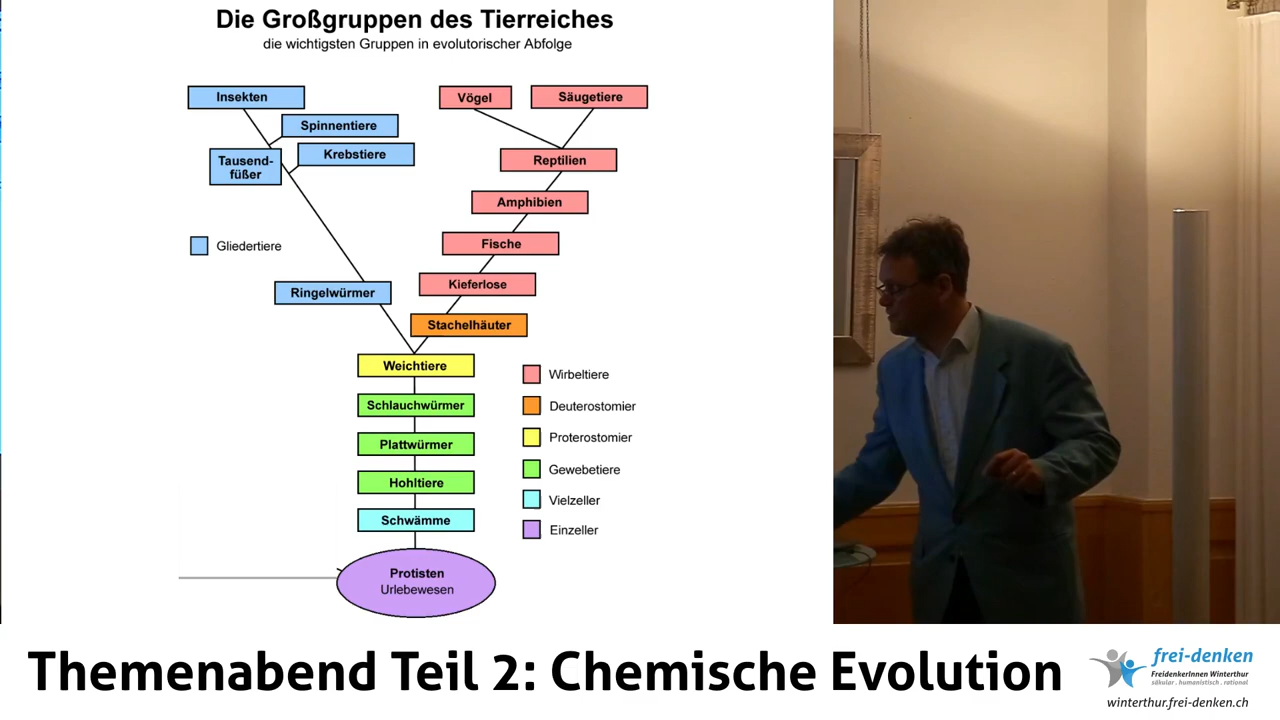 Die Großgruppen des Tierreiches
die wichtigsten Gruppen in evolutorischer Abfolge
Insekten
Vögel
Säugetiere
Spinnentiere
Tausend-
füßer
Krebstiere
Reptilien
Amphibien
Gliedertiere
Fische
Ringelwürmer
Kieferlose
Stachelhäuter
Weichtiere
Wirbeltiere
Schlauchwürmer
Deuterostomier
Plattwürmer
Proterostomier
Hohltiere
Gewebetiere
Schwämme
Vielzeller
Einzeller
Protisten
Urlebewesen
Themenabend Teil 2: Chemische Evolution
frei-denken
FreidenkerInnen Winterthur
säkular . humanistisch . rational
winterthur.frei-denken.ch